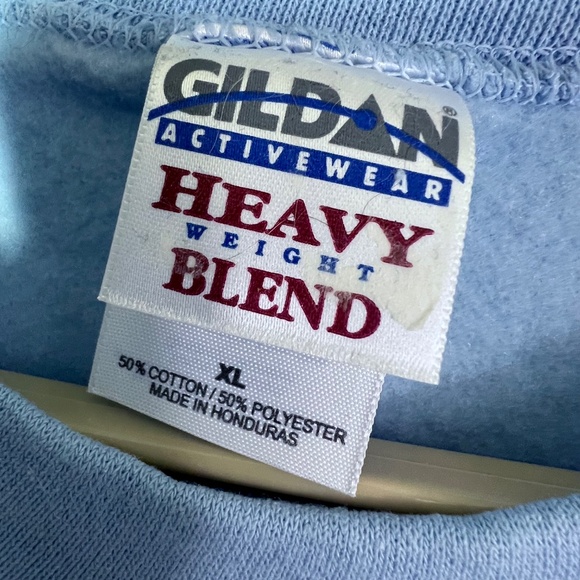 GILDAN®
ACTIVEWEAR
HEAVY
WEIGHT
BLEND
XL
50% COTTON / 50% POLYESTER
MADE IN HONDURAS